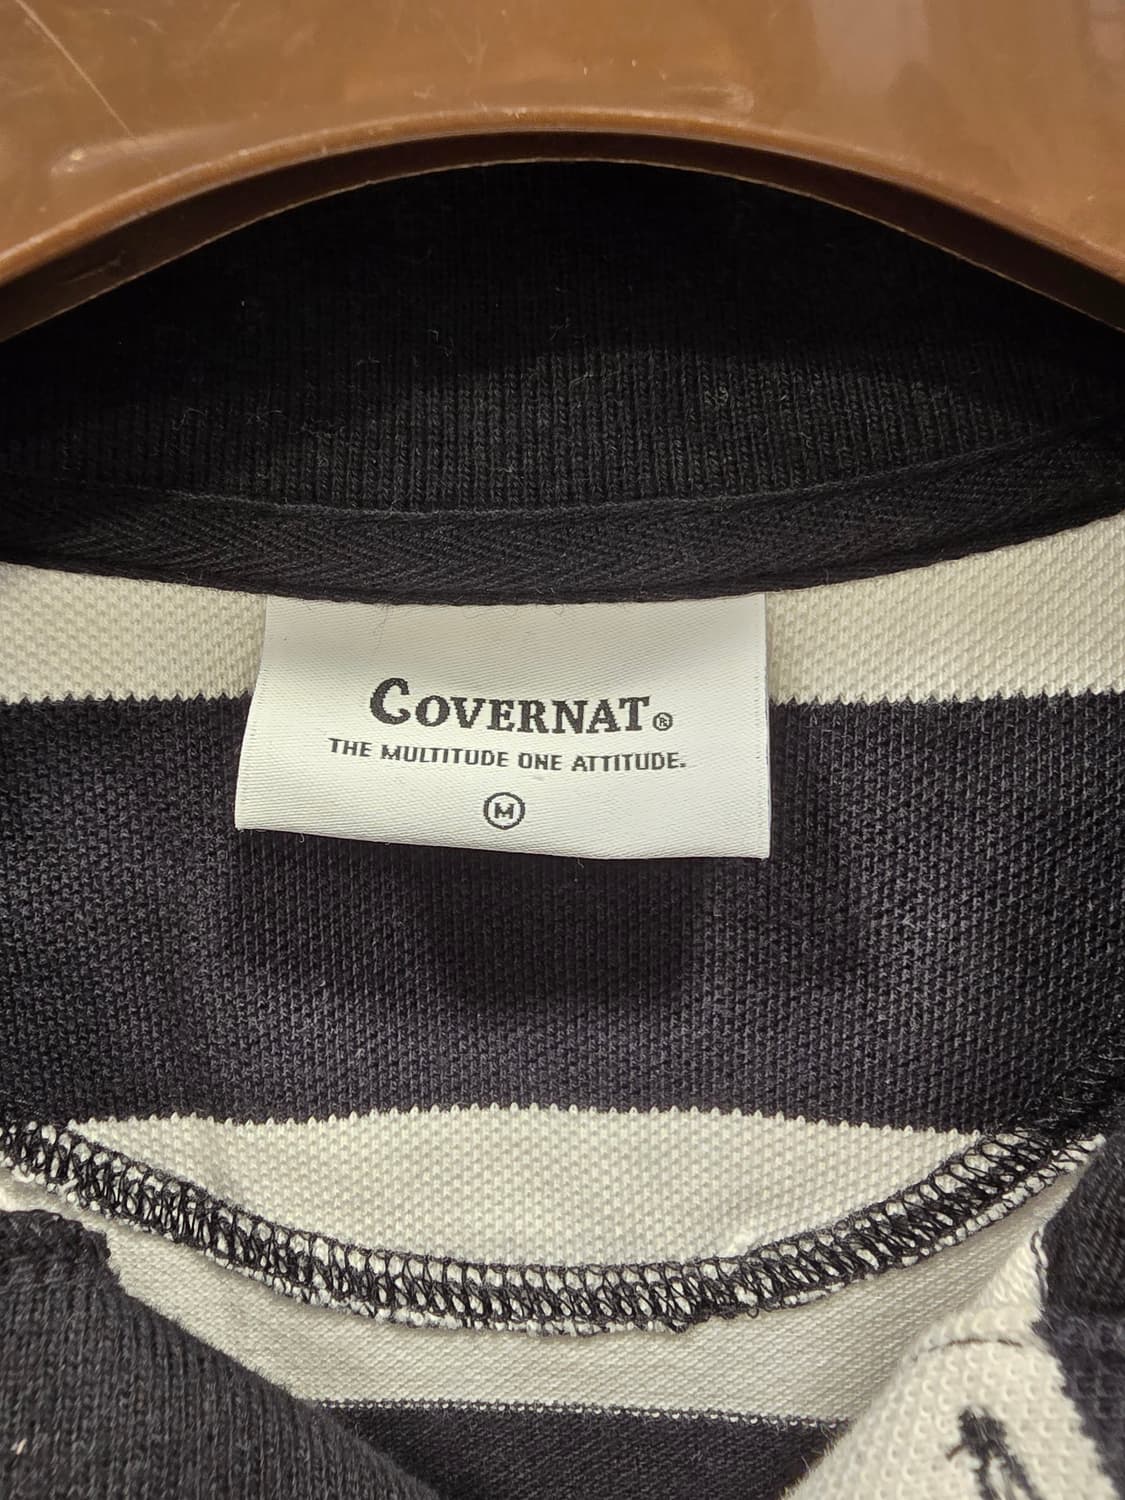 COVERNAT®
THE MULTITUDE ONE ATTITUDE.
M